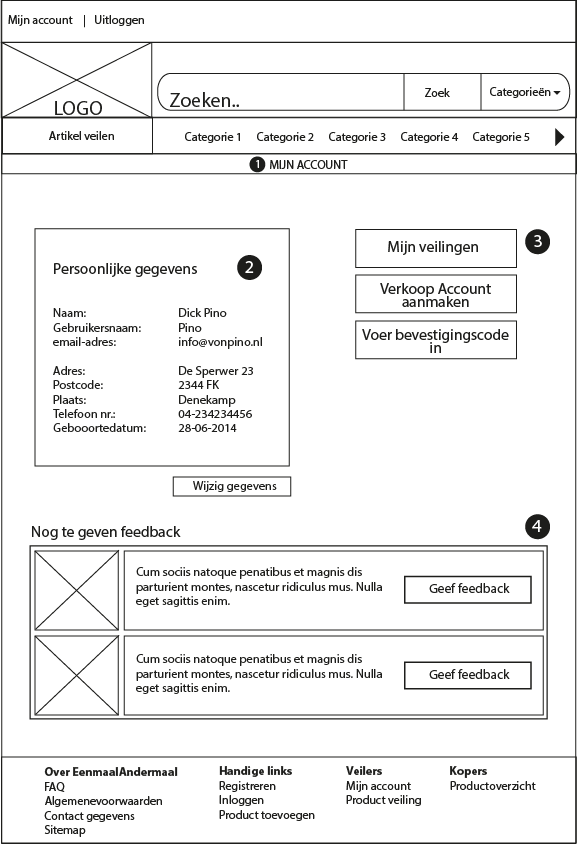 Mijn account | Uitloggen
LOGO
Zoeken..
Zoek
Categorieën
Artikel veilen
Categorie 1
Categorie 2
Categorie 3
Categorie 4
Categorie 5
1 MIJN ACCOUNT
Persoonlijke gegevens
2
Naam: Dick Pino
Gebruikersnaam: Pino
email-adres: info@vonpino.nl
Adres: De Sperwer 23
Postcode: 2344 FK
Plaats: Denekamp
Telefoon nr.: 04-234234456
Gebooortedatum: 28-06-2014
Wijzig gegevens
Mijn veilingen
3
Verkoop Account
aanmaken
Voer bevestigingscode
in
Nog te geven feedback
4
Cum sociis natoque penatibus et magnis dis
parturient montes, nascetur ridiculus mus. Nulla
eget sagittis enim.
Geef feedback
Cum sociis natoque penatibus et magnis dis
parturient montes, nascetur ridiculus mus. Nulla
eget sagittis enim.
Geef feedback
Over EenmaalAndermaal
FAQ
Algemenevoorwaarden
Contact gegevens
Sitemap
Handige links
Registreren
Inloggen
Product toevoegen
Veilers
Mijn account
Product veiling
Kopers
Productoverzicht